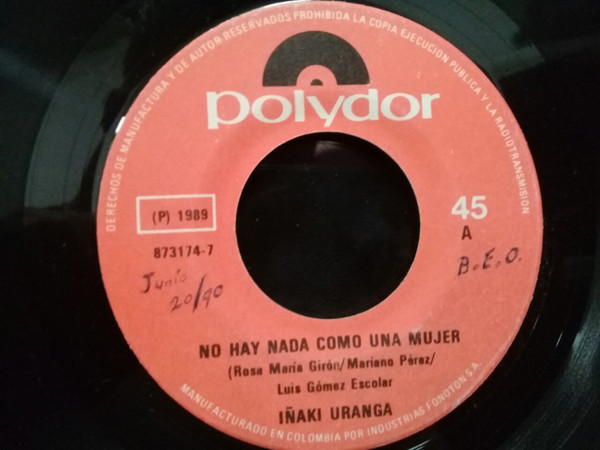 DERECHOS DE MANUFACTURA Y DE AUTOR RESERVADOS PROHIBIDA LA COPIA EJECUCION PUBLICA Y LA RADIOTRANSMISION
polydor
(P) 1989
873174-7
Junio
20/90
45
A
B.E.O.
NO HAY NADA COMO UNA MUJER
(Rosa María Girón/Mariano Pérez/
Luis Gómez Escolar
IÑAKI URANGA
MANUFACTURADO EN COLOMBIA POR INDUSTRIAS FONOTON S.A.